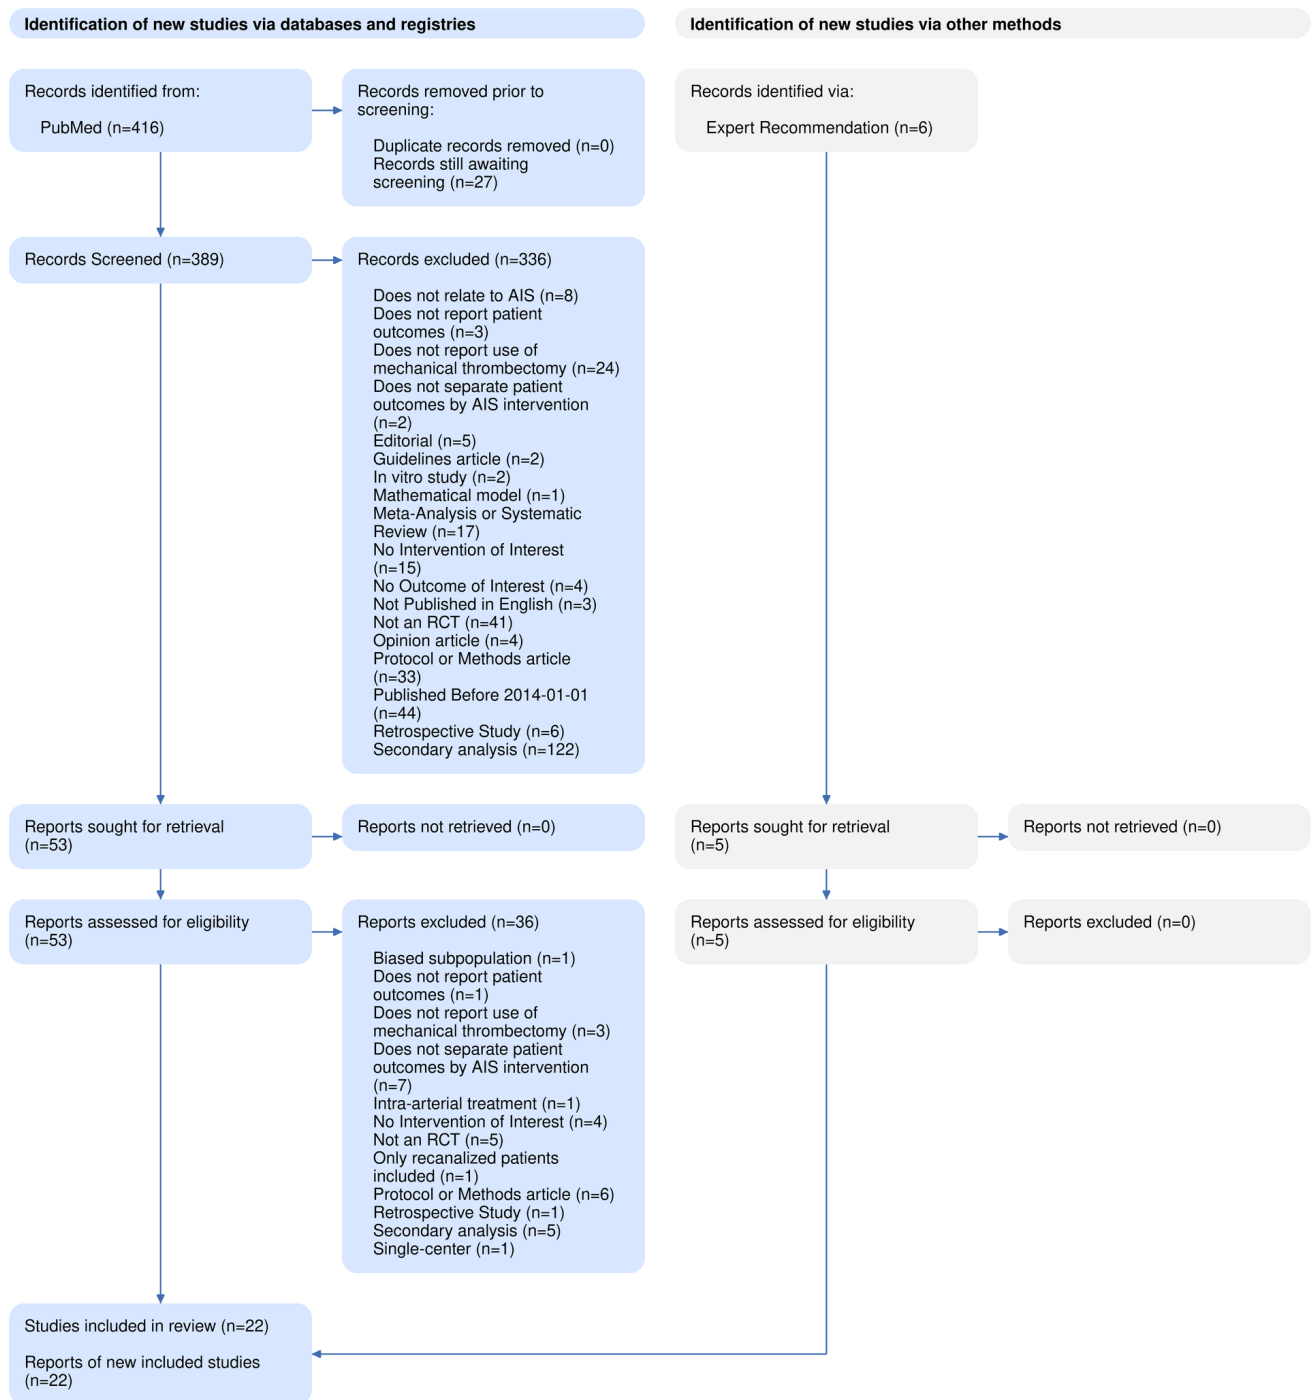 Identification of new studies via databases and registries
Identification of new studies via other methods
Records identified from:
PubMed (n=416)
Records removed prior to
screening:
Duplicate records removed (n=0)
Records still awaiting
screening (n=27)
Records identified via:
Expert Recommendation (n=6)
Records Screened (n=389)
Records excluded (n=336)
Does not relate to AIS (n=8)
Does not report patient
outcomes (n=3)
Does not report use of
mechanical thrombectomy (n=24)
Does not separate patient
outcomes by AIS intervention
(n=2)
Editorial (n=5)
Guidelines article (n=2)
In vitro study (n=2)
Mathematical model (n=1)
Meta-Analysis or Systematic
Review (n=17)
No Intervention of Interest
(n=15)
No Outcome of Interest (n=4)
Not Published in English (n=3)
Not an RCT (n=41)
Opinion article (n=4)
Protocol or Methods article
(n=33)
Published Before 2014-01-01
(n=44)
Retrospective Study (n=6)
Secondary analysis (n=122)
Reports sought for retrieval
(n=53)
Reports not retrieved (n=0)
Reports sought for retrieval
(n=5)
Reports not retrieved (n=0)
Reports assessed for eligibility
(n=53)
Reports excluded (n=36)
Biased subpopulation (n=1)
Does not report patient
outcomes (n=1)
Does not report use of
mechanical thrombectomy (n=3)
Does not separate patient
outcomes by AIS intervention
(n=7)
Intra-arterial treatment (n=1)
No Intervention of Interest (n=4)
Not an RCT (n=5)
Only recanalized patients
included (n=1)
Protocol or Methods article (n=6)
Retrospective Study (n=1)
Secondary analysis (n=5)
Single-center (n=1)
Reports assessed for eligibility
(n=5)
Reports excluded (n=0)
Studies included in review (n=22)
Reports of new included studies
(n=22)